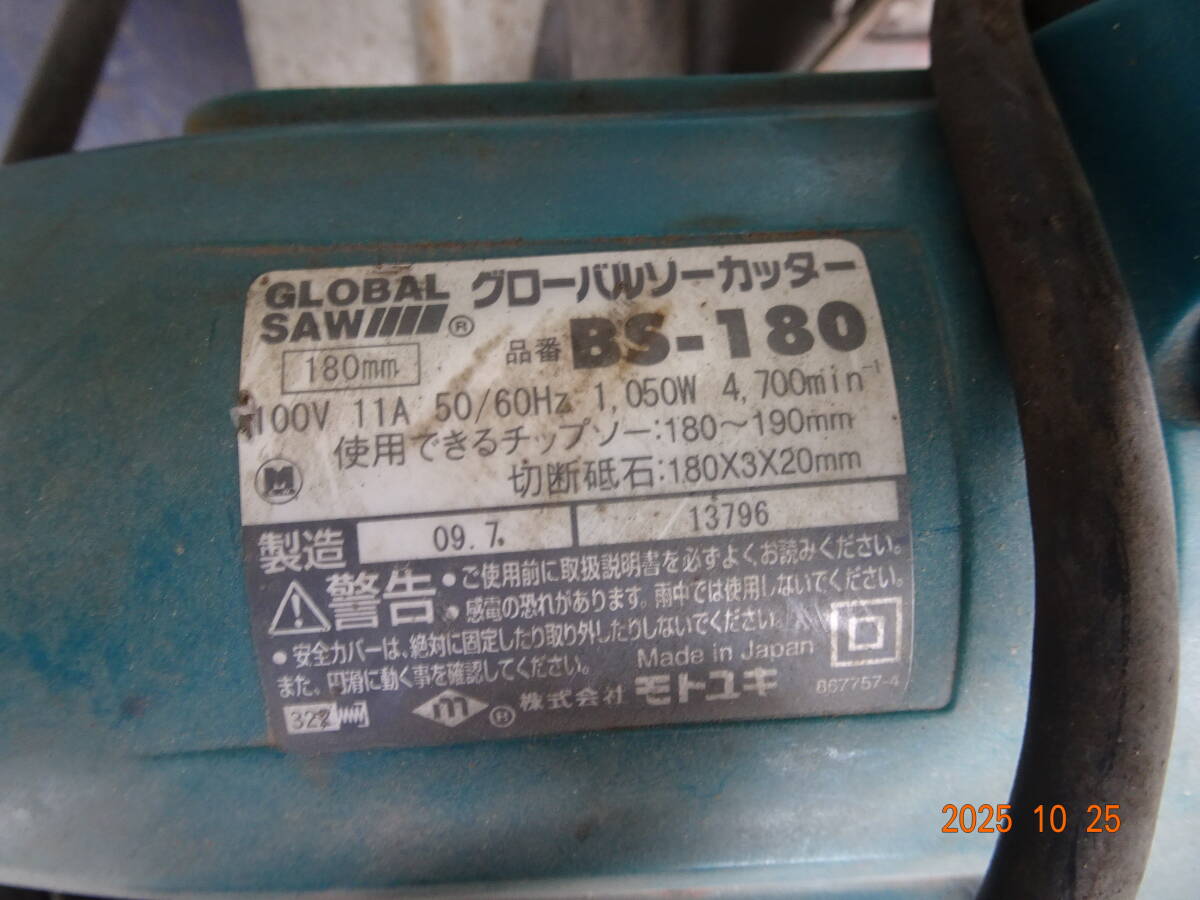 GLOBAL SAW® グローバルソーカッター
180mm 品番 BS-180
100V 11A 50/60Hz 1,050W 4,700min⁻¹
使用できるチップソー:180～190mm
M 切断砥石:180X3X20mm
製造 09.7. 13796
警告 •ご使用前に取扱説明書を必ずよくお読みください。
•感電の恐れがあります。雨中では使用しないでください。
•安全カバーは、絶対に固定したり取り外したりしないでください。
また、円滑に動く事を確認してください。
Made in Japan
m® 株式会社 モトユキ 867757-4
2025 10 25